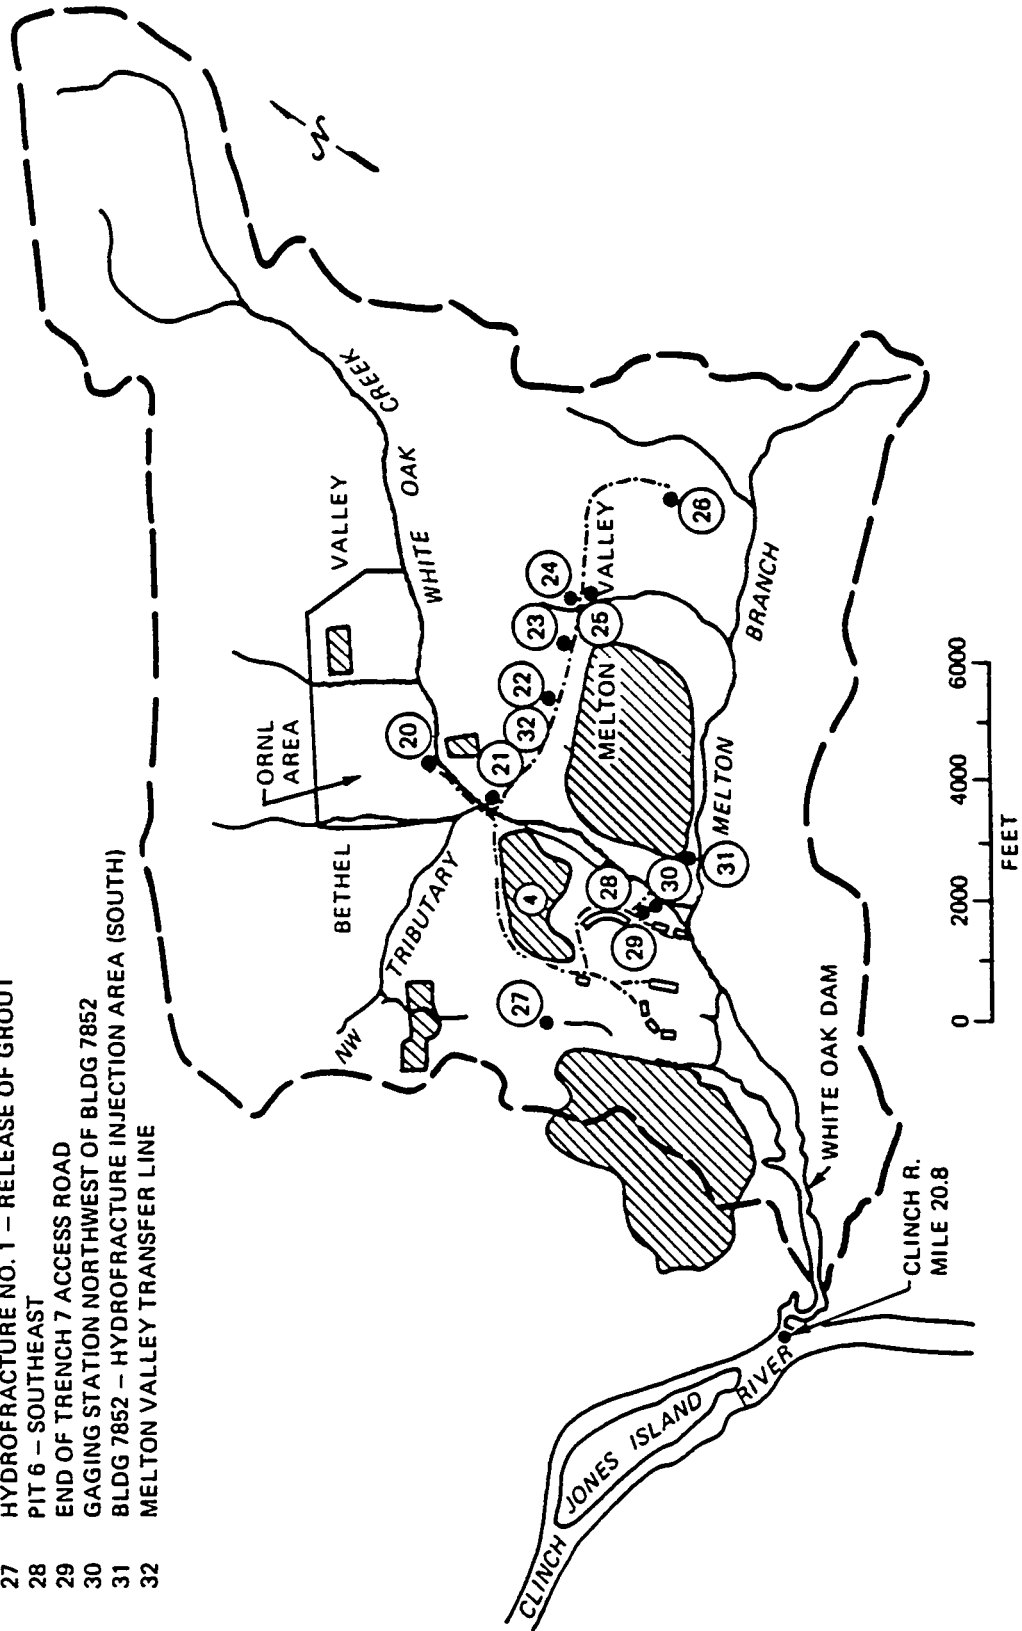 27 HYDROFRACTURE NO. 1 – RELEASE OF GROUT
28 PIT 6 – SOUTHEAST
29 END OF TRENCH 7 ACCESS ROAD
30 GAGING STATION NORTHWEST OF BLDG 7852
31 BLDG 7852 – HYDROFRACTURE INJECTION AREA (SOUTH)
32 MELTON VALLEY TRANSFER LINE
N
ORNL
AREA
BETHEL
VALLEY
WHITE OAK CREEK
NW TRIBUTARY
20
21
32
22
23
24
25
26
MELTON VALLEY
4
27
28
29
30
31
MELTON BRANCH
WHITE OAK DAM
CLINCH R.
MILE 20.8
CLINCH RIVER
JONES ISLAND
0 2000 4000 6000
FEET